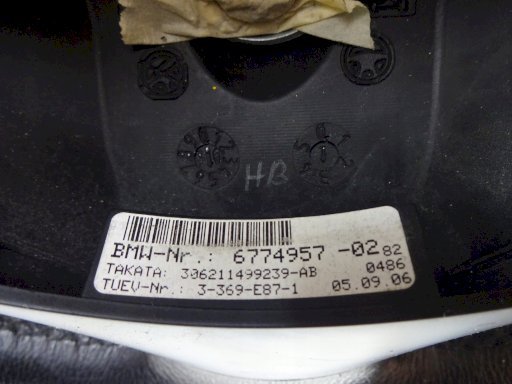 HB
BMW-Nr.: 6774957 -02 82
TAKATA: 306211499239-AB 0486
TUEV-Nr.: 3-369-E87-1 05.09.06